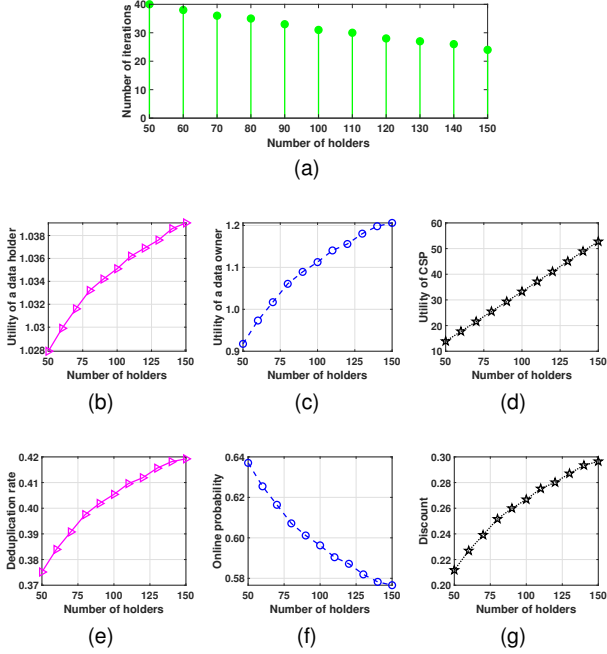 Number of iterations
40
30
20
10
0
50 60 70 80 90 100 110 120 130 140 150
Number of holders
(a)
Utility of a data holder
1.038
1.036
1.034
1.032
1.03
1.028
50 75 100 125 150
Number of holders
(b)
Utility of a data owner
1.2
1.1
1.0
0.9
50 75 100 125 150
Number of holders
(c)
Utility of CSP
60
50
40
30
20
10
50 75 100 125 150
Number of holders
(d)
Deduplication rate
0.42
0.41
0.40
0.39
0.38
0.37
50 75 100 125 150
Number of holders
(e)
Online probability
0.64
0.62
0.60
0.58
50 75 100 125 150
Number of holders
(f)
Discount
0.30
0.28
0.26
0.24
0.22
0.20
50 75 100 125 150
Number of holders
(g)